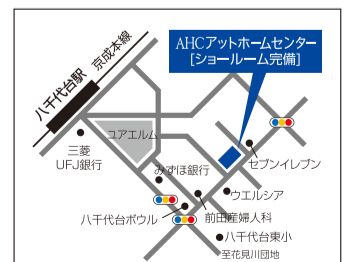 AHCアットホームセンター
[ショールーム完備]
京成本線
八千代台駅
ユアエルム
三菱
UFJ銀行
みずほ銀行
セブンイレブン
ウエルシア
八千代台ボウル
前田産婦人科
八千代台東小
至花見川団地